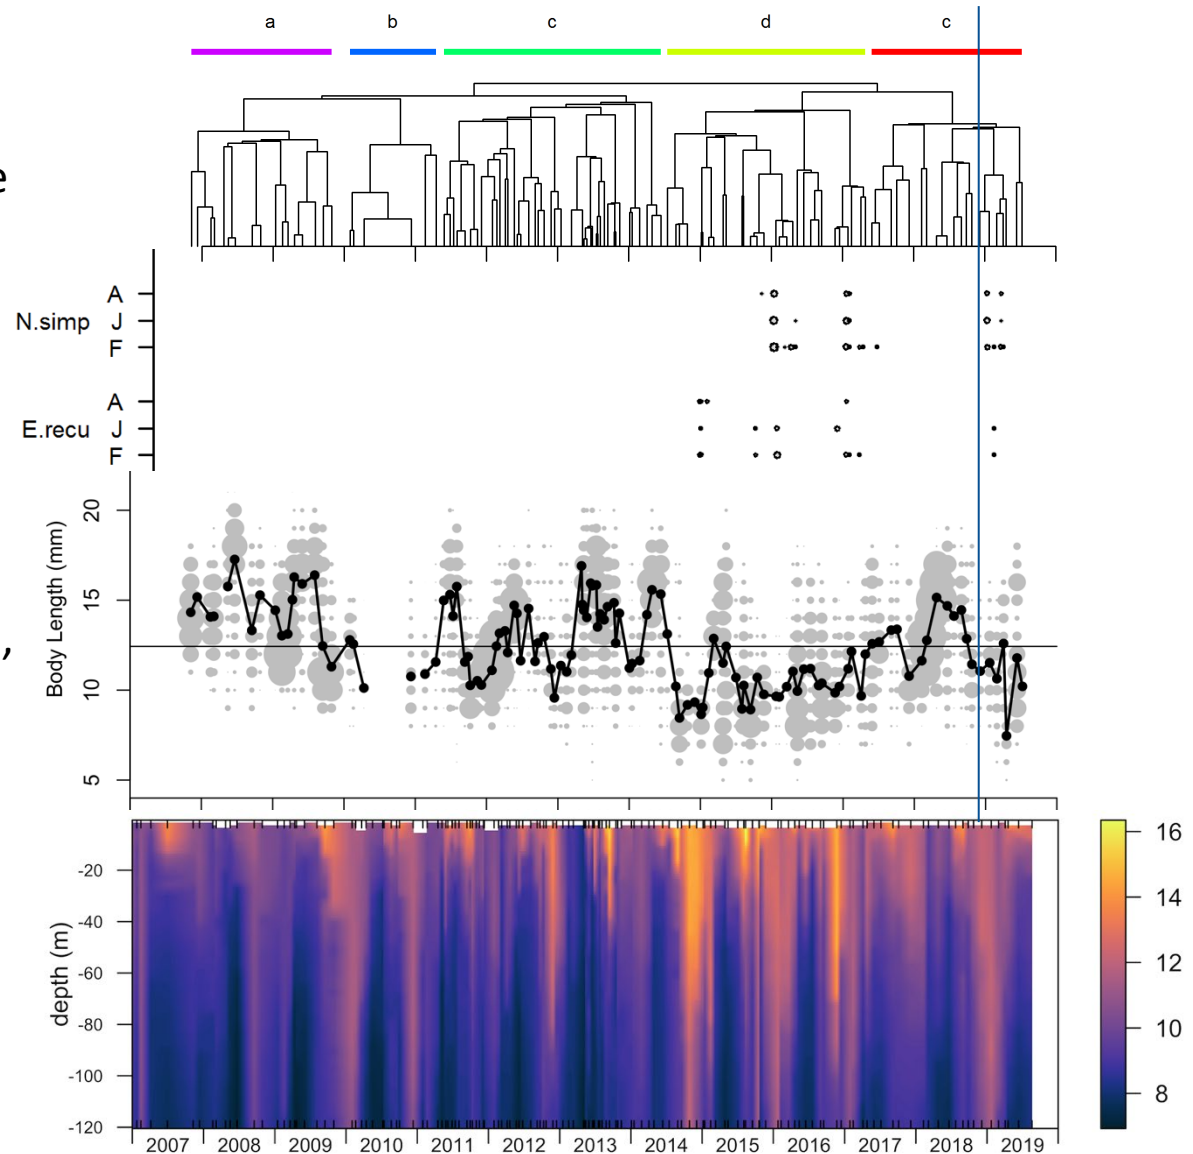 a b c d c
e
A
N.simp J
F
A
E.recu J
F
,
Body Length (mm)
20
15
10
5
depth (m)
-20
-40
-60
-80
-100
-120
16
14
12
10
8
2007 2008 2009 2010 2011 2012 2013 2014 2015 2016 2017 2018 2019